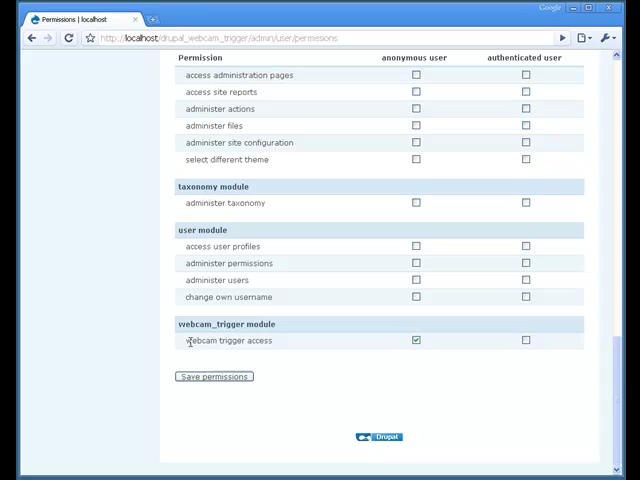 Google
Permissions | localhost
http://localhost/drupal_webcam_trigger/admin/user/permissions
Permission anonymous user authenticated user
access administration pages
access site reports
administer actions
administer files
administer site configuration
select different theme
taxonomy module
administer taxonomy
user module
access user profiles
administer permissions
administer users
change own username
webcam_trigger module
webcam trigger access
Save permissions
Drupal